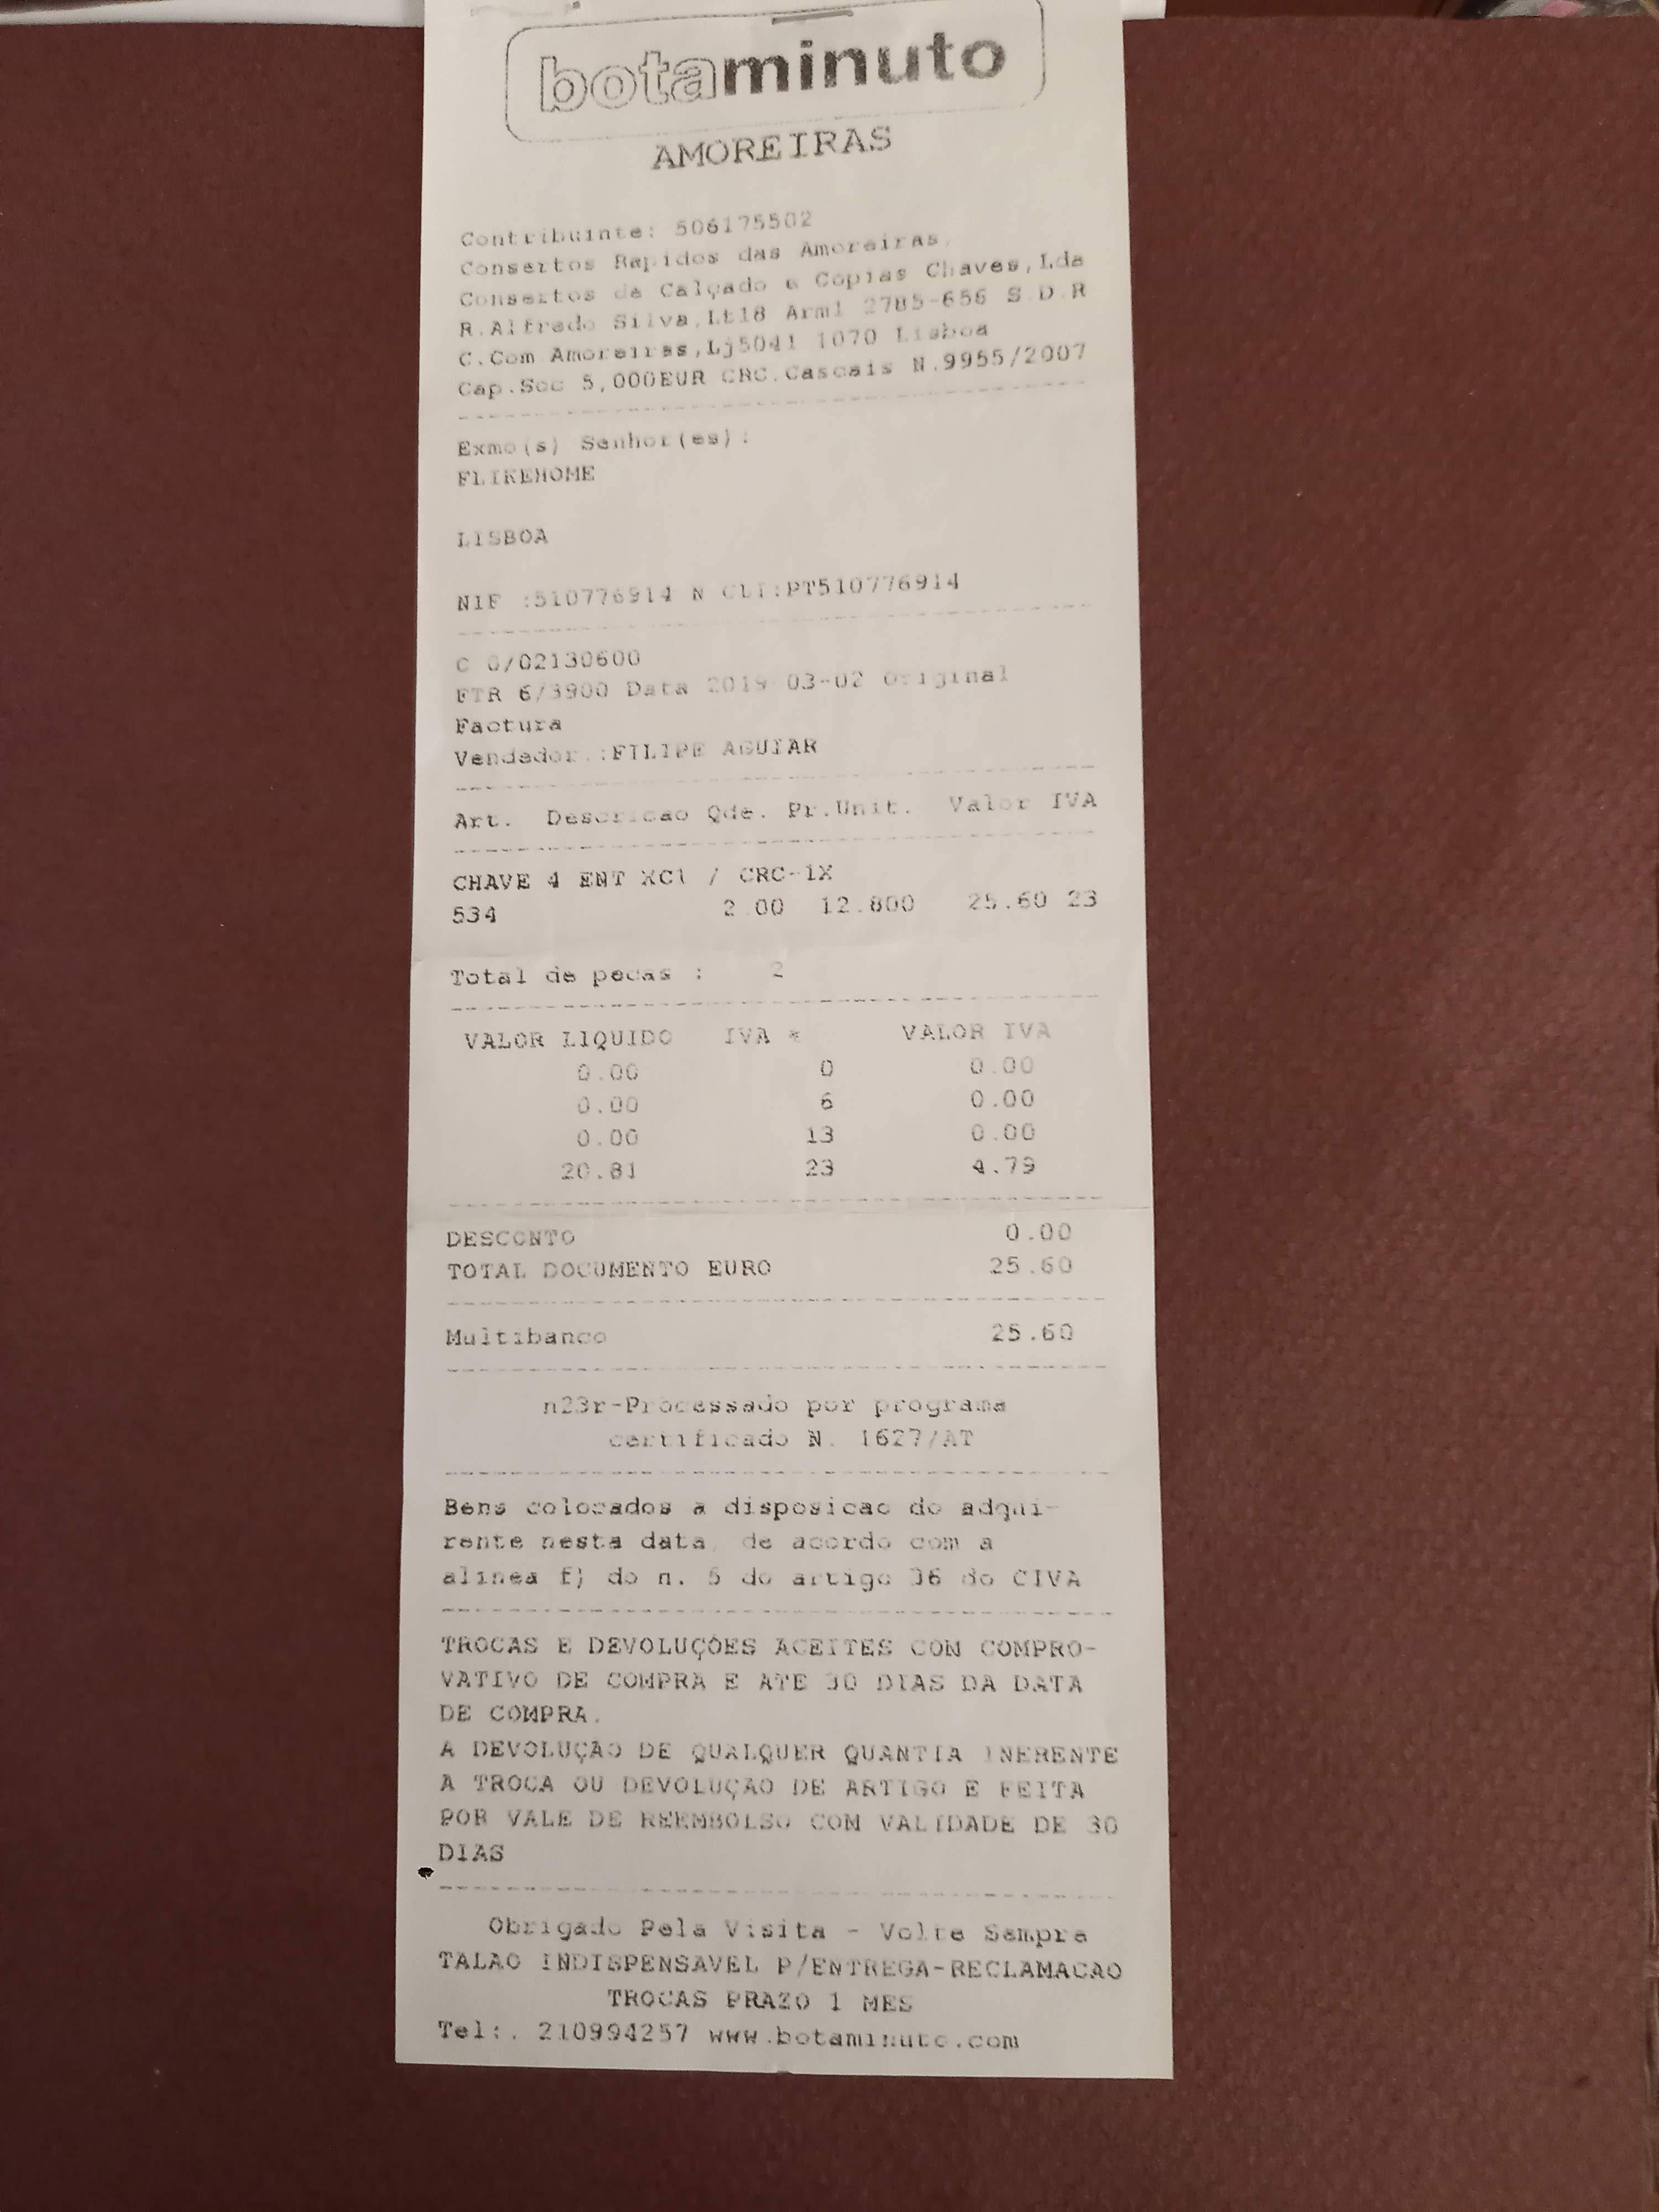 botaminuto
AMOREIRAS
Contribuinte: 506175502
Consertos Rapidos das Amoreiras,
Consertos de Calçado e Copias Chaves,Lda
R.Alfredo Silva,Lt18 Arm1 2785-656 S.D.R
C.Com Amoreiras,Lj5041 1070 Lisboa
Cap.Soc 5,000EUR CRC.Cascais N.9955/2007
Exmo(s) Senhor(es):
FLIKEHOME
LISBOA
NIF :510776914 N CLI:PT510776914
C 0/02130600
FTR 6/3900 Data 2019-03-02 Original
Factura
Vendedor.:FILIPE AGUIAR
Art. Descricao Qde. Pr.Unit. Valor IVA
CHAVE 4 ENT XC1 / CRC-1X
534 2.00 12.800 25.60 23
Total de pecas : 2
VALOR LIQUIDO IVA * VALOR IVA
0.00 0 0.00
0.00 6 0.00
0.00 13 0.00
20.81 23 4.79
DESCONTO 0.00
TOTAL DOCUMENTO EURO 25.60
Multibanco 25.60
n23r-Processado por programa
certificado N. 1627/AT
Bens colocados a disposicao do adqui-
rente nesta data, de acordo com a
alinea f) do n. 5 do artigo 36 do CIVA
TROCAS E DEVOLUÇÕES ACEITES COM COMPRO-
VATIVO DE COMPRA E ATE 30 DIAS DA DATA
DE COMPRA.
A DEVOLUÇÃO DE QUALQUER QUANTIA INERENTE
A TROCA OU DEVOLUÇÃO DE ARTIGO E FEITA
POR VALE DE REEMBOLSO COM VALIDADE DE 30
DIAS
Obrigado Pela Visita - Volte Sempre
TALAO INDISPENSAVEL P/ENTREGA-RECLAMACAO
TROCAS PRAZO 1 MES
Tel:. 210994257 www.botaminuto.com